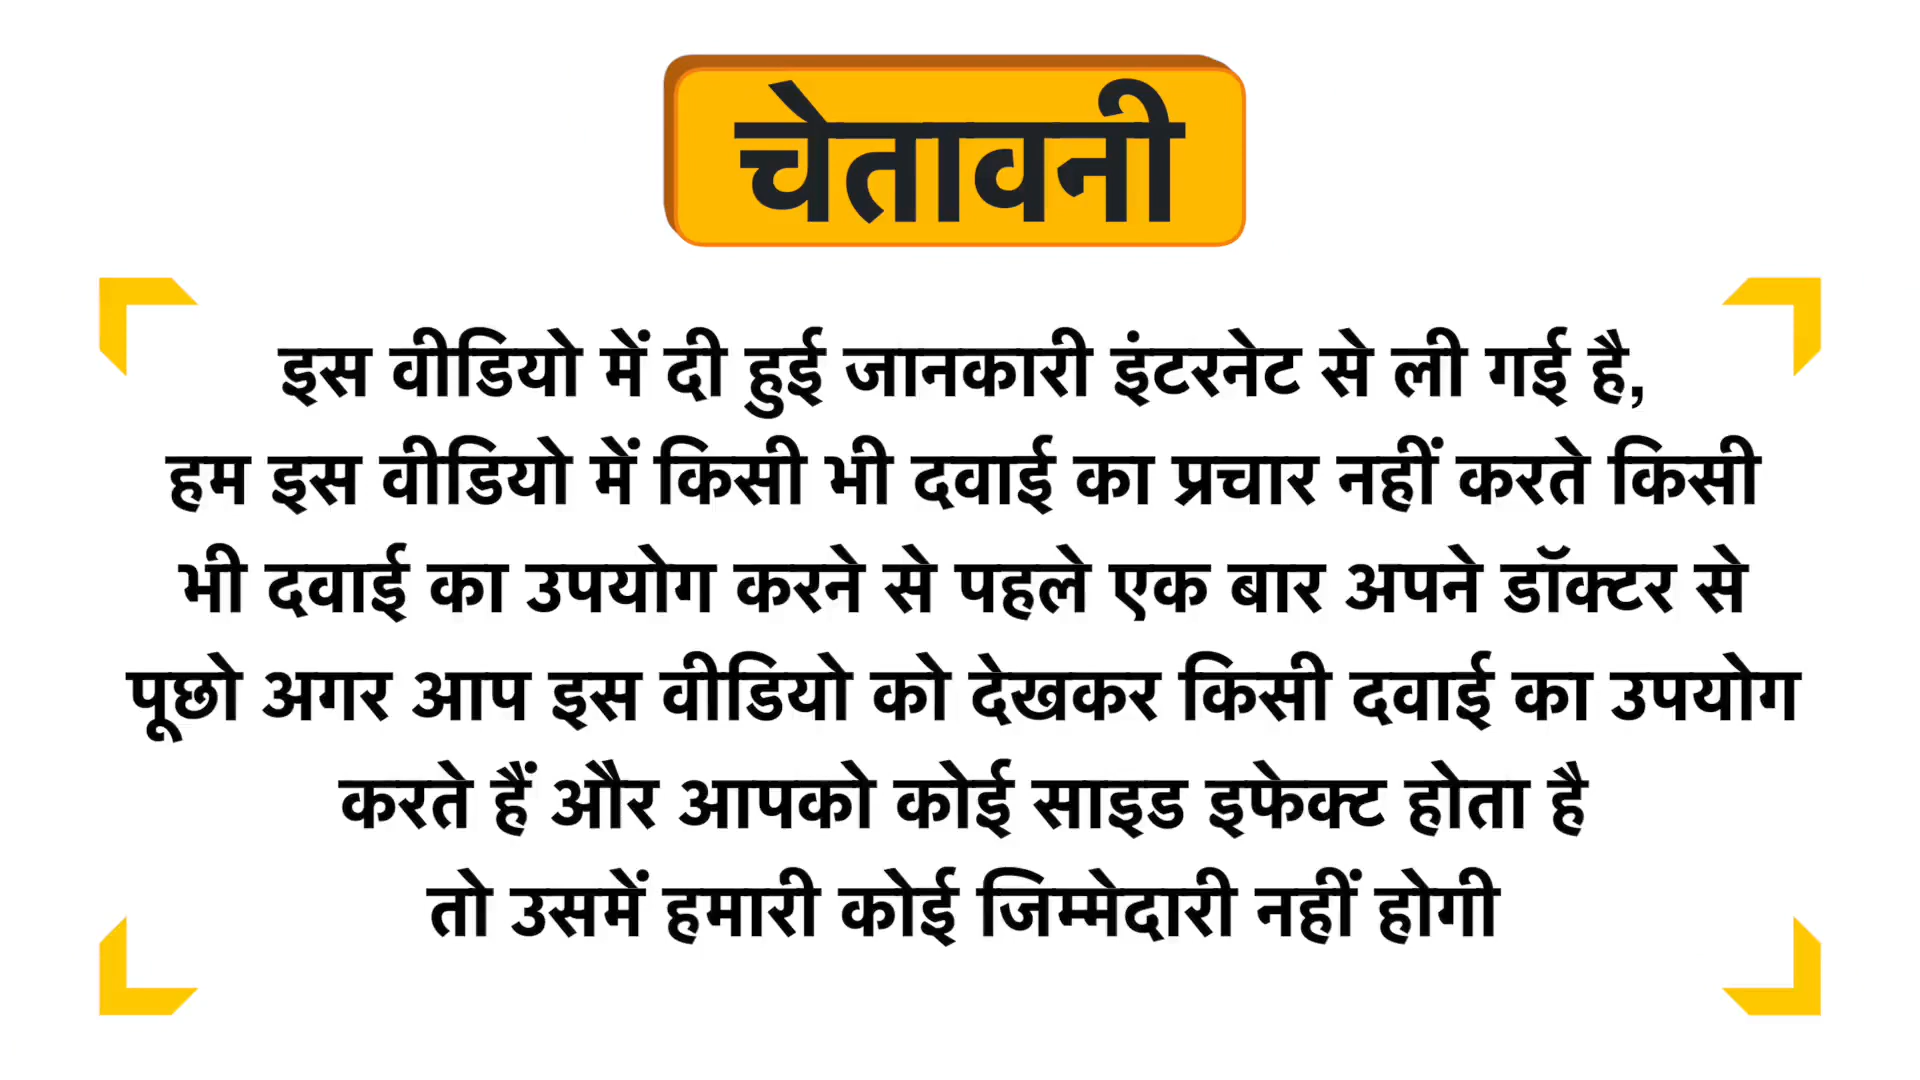 चेतावनी
इस वीडियो में दी हुई जानकारी इंटरनेट से ली गई है,
हम इस वीडियो में किसी भी दवाई का प्रचार नहीं करते किसी
भी दवाई का उपयोग करने से पहले एक बार अपने डॉक्टर से
पूछो अगर आप इस वीडियो को देखकर किसी दवाई का उपयोग
करते हैं और आपको कोई साइड इफेक्ट होता है
तो उसमें हमारी कोई जिम्मेदारी नहीं होगी